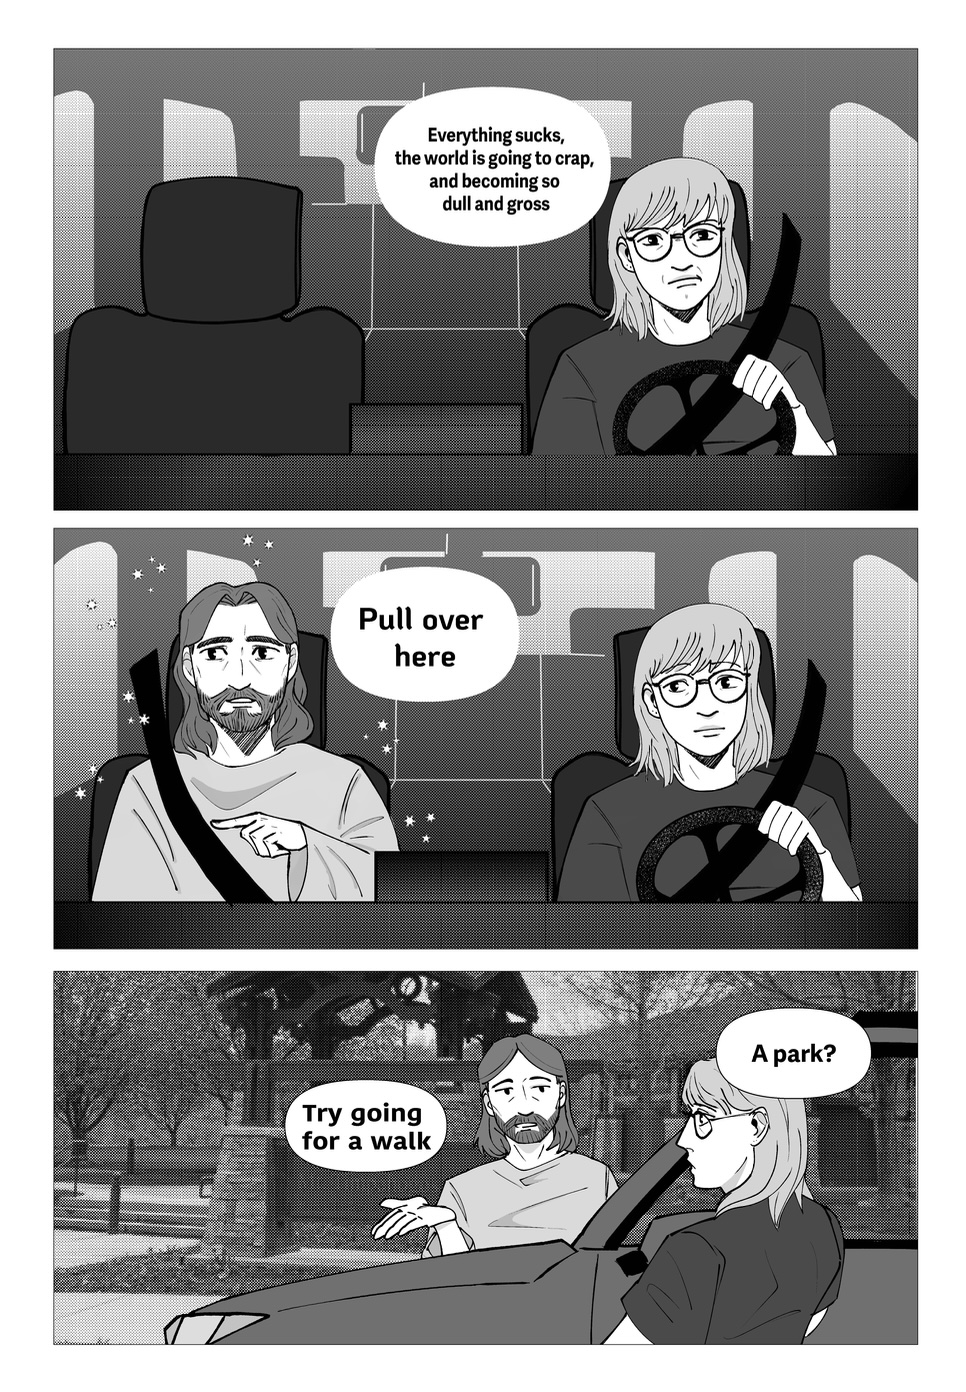 Everything sucks,
the world is going to crap,
and becoming so
dull and gross
Pull over
here
A park?
Try going
for a walk